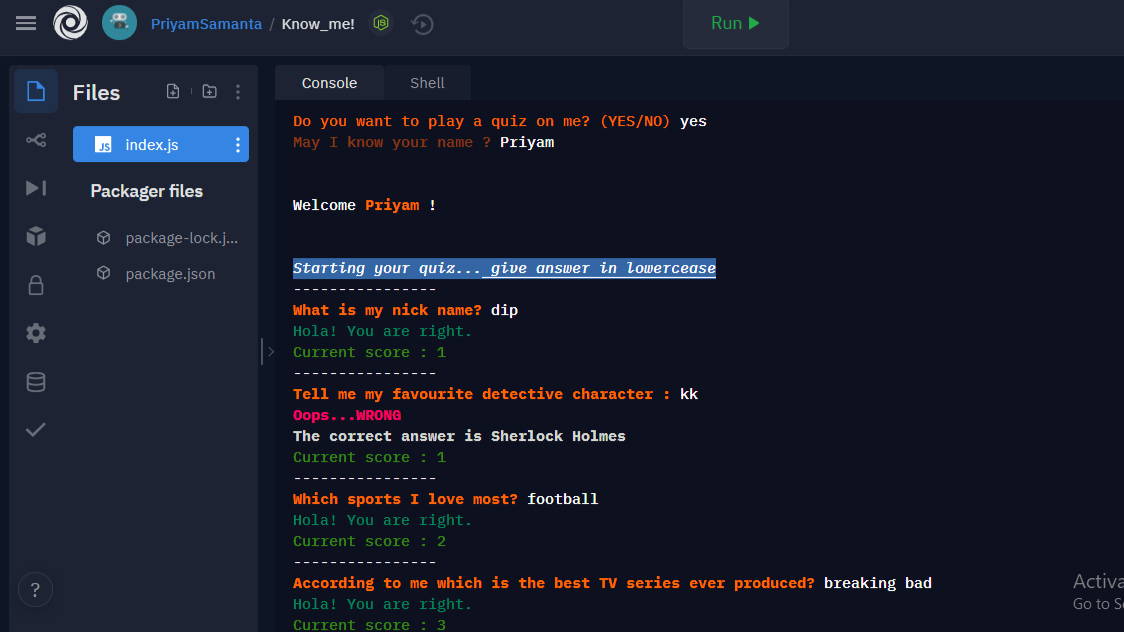 PriyamSamanta / Know_me!
Run
Files
Console
Shell
index.js
Packager files
package-lock.j...
package.json
Do you want to play a quiz on me? (YES/NO) yes
May I know your name ? Priyam
Welcome Priyam !
Starting your quiz... give answer in lowercease
----------------
What is my nick name? dip
Hola! You are right.
Current score : 1
----------------
Tell me my favourite detective character : kk
Oops...WRONG
The correct answer is Sherlock Holmes
Current score : 1
----------------
Which sports I love most? football
Hola! You are right.
Current score : 2
----------------
According to me which is the best TV series ever produced? breaking bad
Hola! You are right.
Current score : 3
?
Activa
Go to S